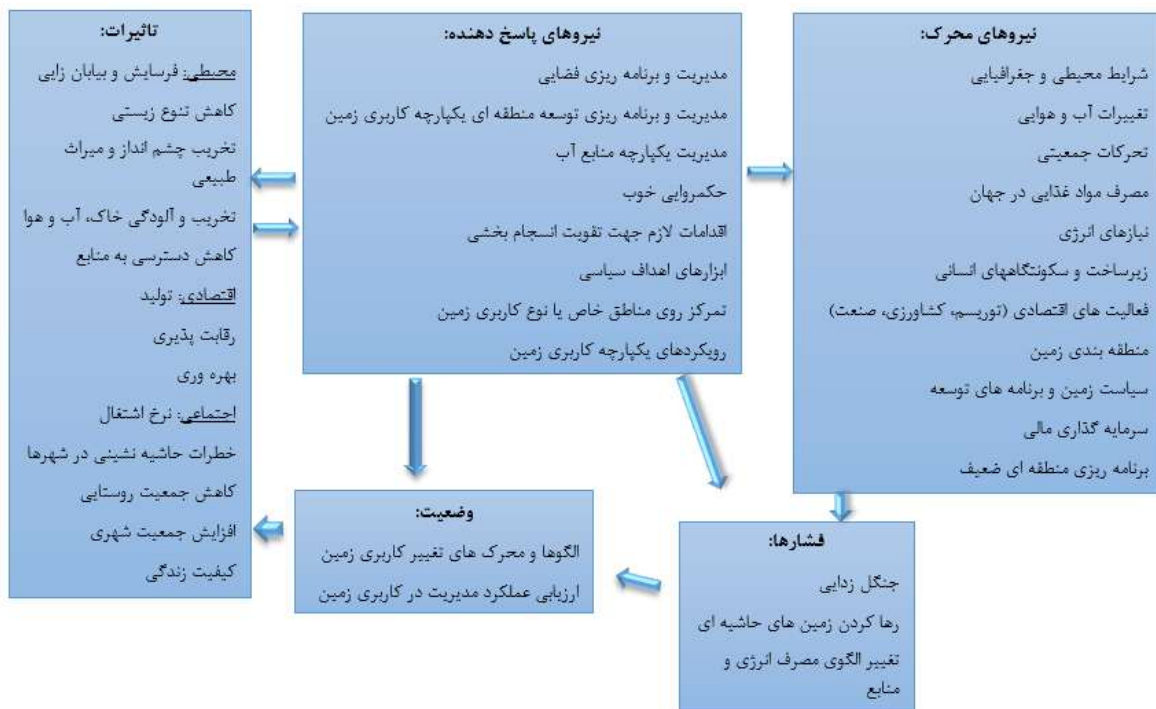 نیروهای محرک:
شرایط محیطی و جغرافیایی
تغییرات آب و هوایی
تحرکات جمعیتی
مصرف مواد غذایی در جهان
نیازهای انرژی
زیرساخت و سکونتگاههای انسانی
فعالیت های اقتصادی (توریسم، کشاورزی، صنعت)
منطقه بندی زمین
سیاست زمین و برنامه های توسعه
سرمایه گذاری مالی
برنامه ریزی منطقه ای ضعیف
نیروهای پاسخ دهنده:
مدیریت و برنامه ریزی فضایی
مدیریت و برنامه ریزی توسعه منطقه ای یکپارچه کاربری زمین
مدیریت یکپارچه منابع آب
حکمروایی خوب
اقدامات لازم جهت تقویت انسجام بخشی
ابزارهای اهداف سیاسی
تمرکز روی مناطق خاص یا نوع کاربری زمین
رویکردهای یکپارچه کاربری زمین
تاثیرات:
محیطی: فرسایش و بیابان زایی
کاهش تنوع زیستی
تخریب چشم انداز و میراث
طبیعی
تخریب و آلودگی خاک، آب و هوا
کاهش دسترسی به منابع
اقتصادی: تولید
رقابت پذیری
بهره وری
اجتماعی: نرخ اشتغال
خطرات حاشیه نشینی در شهرها
کاهش جمعیت روستایی
افزایش جمعیت شهری
کیفیت زندگی
فشارها:
جنگل زدایی
رها کردن زمین های حاشیه ای
تغییر الگوی مصرف انرژی و
منابع
وضعیت:
الگوها و محرک های تغییر کاربری زمین
ارزیابی عملکرد مدیریت در کاربری زمین